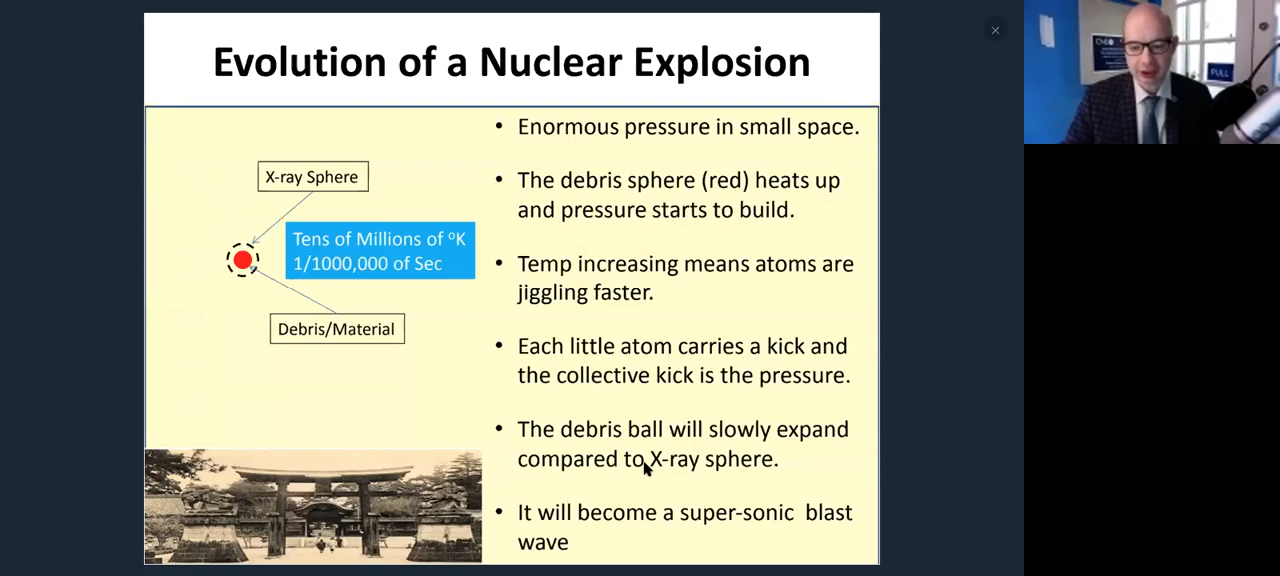 Evolution of a Nuclear Explosion
X-ray Sphere
Tens of Millions of ⁰K
1/1000,000 of Sec
Debris/Material
• Enormous pressure in small space.
• The debris sphere (red) heats up
and pressure starts to build.
• Temp increasing means atoms are
jiggling faster.
• Each little atom carries a kick and
the collective kick is the pressure.
• The debris ball will slowly expand
compared to X-ray sphere.
• It will become a super-sonic blast
wave
PULL